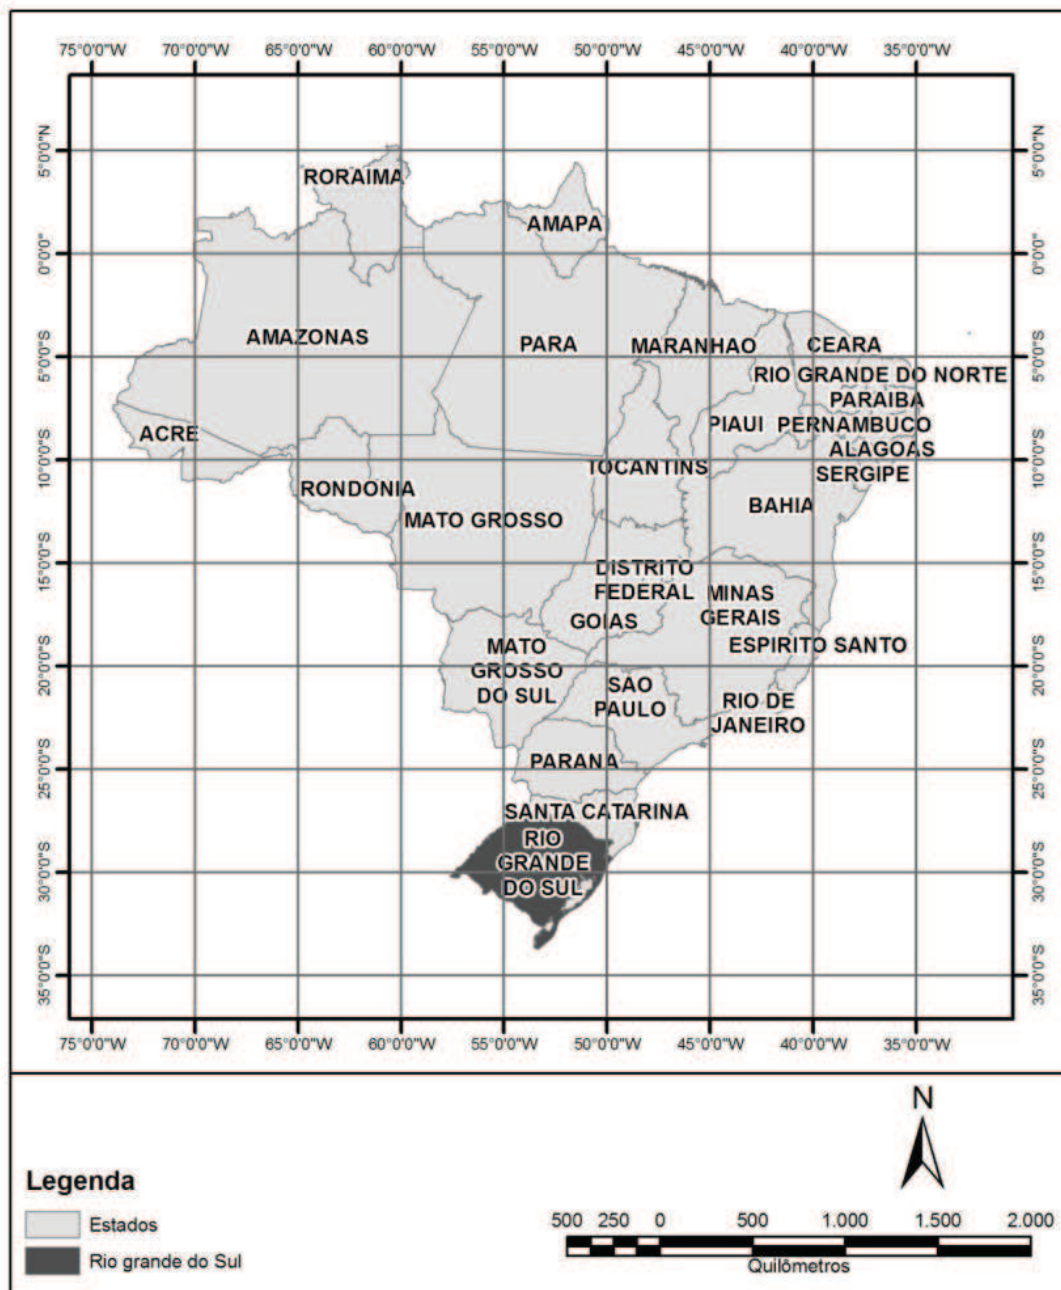 75°0'0"W 70°0'0"W 65°0'0"W 60°0'0"W 55°0'0"W 50°0'0"W 45°0'0"W 40°0'0"W 35°0'0"W
5°0'0"N 5°0'0"N
RORAIMA
AMAPA
0°0'0" 0°0'0"
AMAZONAS
PARA
MARANHAO
CEARA
5°0'0"S 5°0'0"S
RIO GRANDE DO NORTE
PARAIBA
ACRE
PIAUI
PERNAMBUCO
ALAGOAS
10°0'0"S 10°0'0"S
TOCANTINS
SERGIPE
RONDONIA
BAHIA
MATO GROSSO
15°0'0"S 15°0'0"S
DISTRITO
FEDERAL
MINAS
GERAIS
GOIAS
ESPIRITO SANTO
MATO
GROSSO
DO SUL
20°0'0"S 20°0'0"S
SAO
PAULO
RIO DE
JANEIRO
PARANA
25°0'0"S 25°0'0"S
SANTA CATARINA
RIO
GRANDE
DO SUL
30°0'0"S 30°0'0"S
35°0'0"S 35°0'0"S
75°0'0"W 70°0'0"W 65°0'0"W 60°0'0"W 55°0'0"W 50°0'0"W 45°0'0"W 40°0'0"W 35°0'0"W
N
Legenda
Estados
Rio grande do Sul
500 250 0 500 1.000 1.500 2.000
Quilômetros